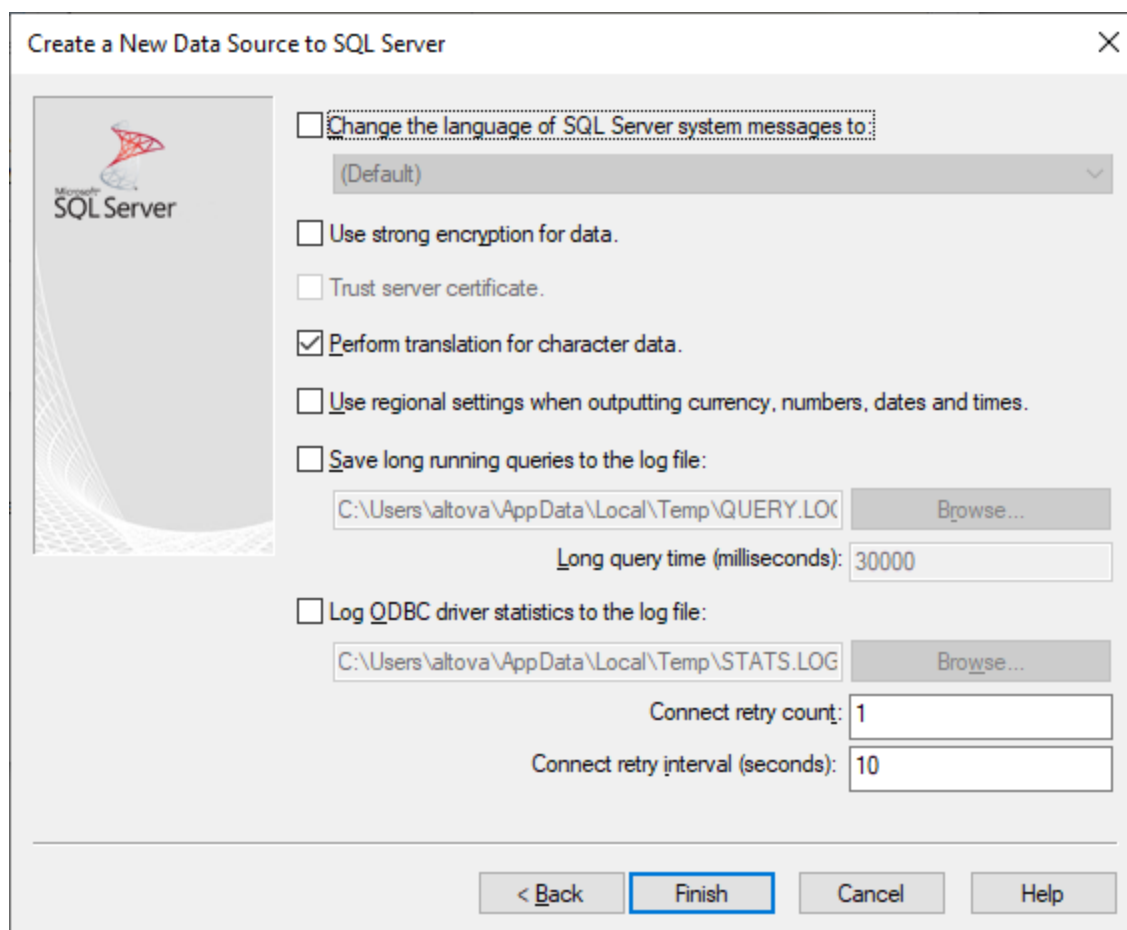 Create a New Data Source to SQL Server
Microsoft
SQL Server
Change the language of SQL Server system messages to:
(Default)
Use strong encryption for data.
Trust server certificate.
Perform translation for character data.
Use regional settings when outputting currency, numbers, dates and times.
Save long running queries to the log file:
C:\Users\altova\AppData\Local\Temp\QUERY.LOG Browse...
Long query time (milliseconds): 30000
Log ODBC driver statistics to the log file:
C:\Users\altova\AppData\Local\Temp\STATS.LOG Browse...
Connect retry count: 1
Connect retry interval (seconds): 10
< Back Finish Cancel Help